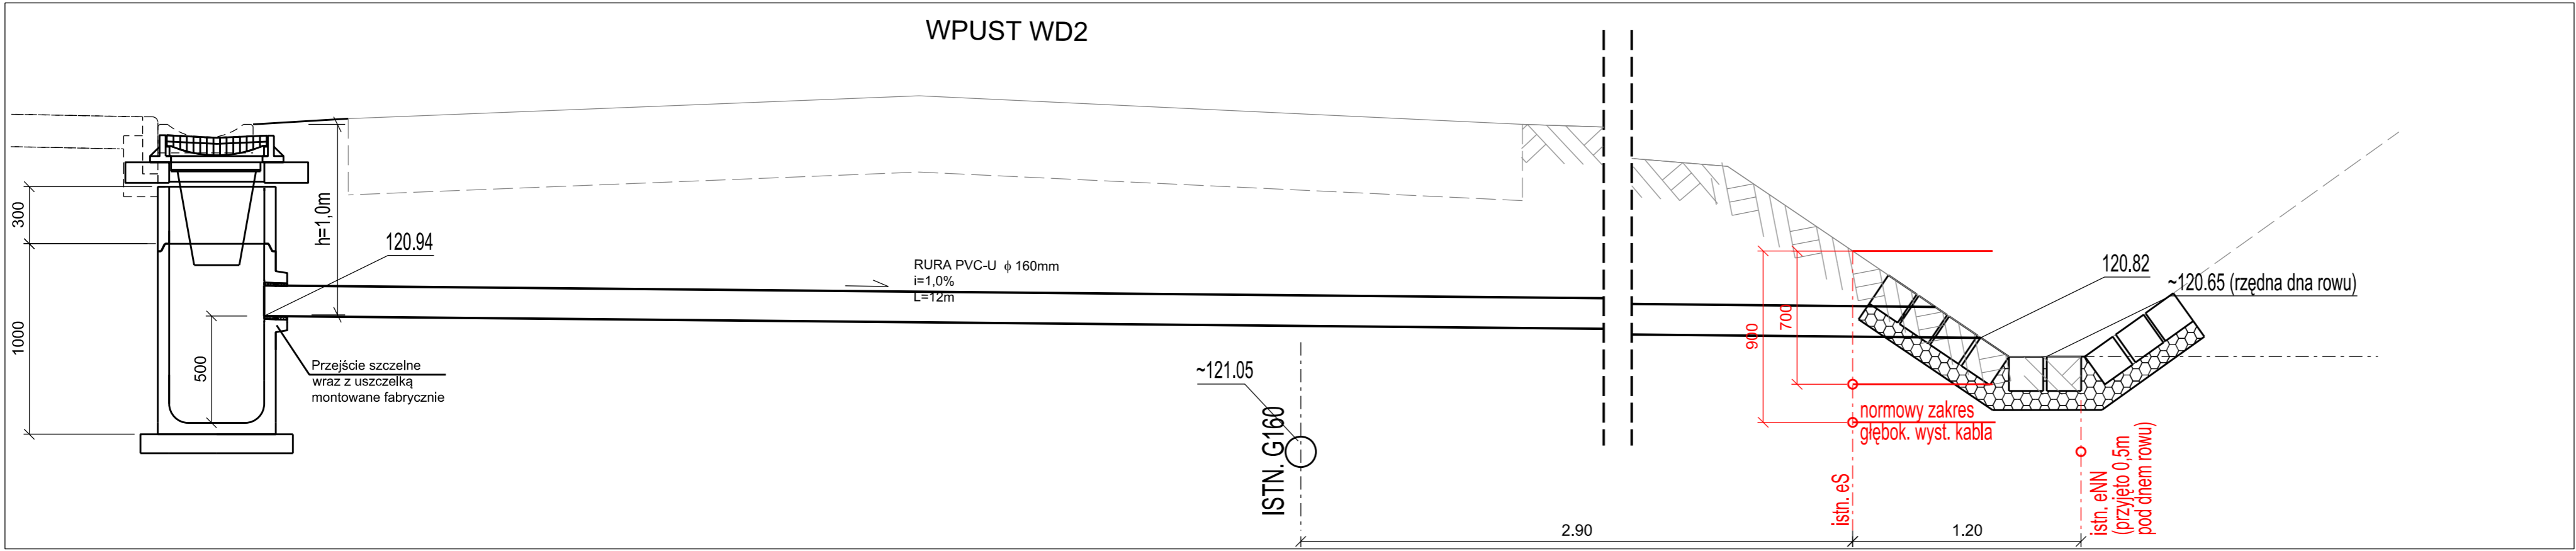 WPUST WD2
300
1000
500
h=1,0m
120.94
Przejście szczelne
wraz z uszczelką
montowane fabrycznie
RURA PVC-U ϕ 160mm
i=1,0%
L=12m
~121.05
ISTN. G160
2.90
900
700
normowy zakres
głębok. wyst. kabla
istn. eS
1.20
120.82
~120.65 (rzędna dna rowu)
istn. eNN
(przyjęto 0,5m
pod dnem rowu)